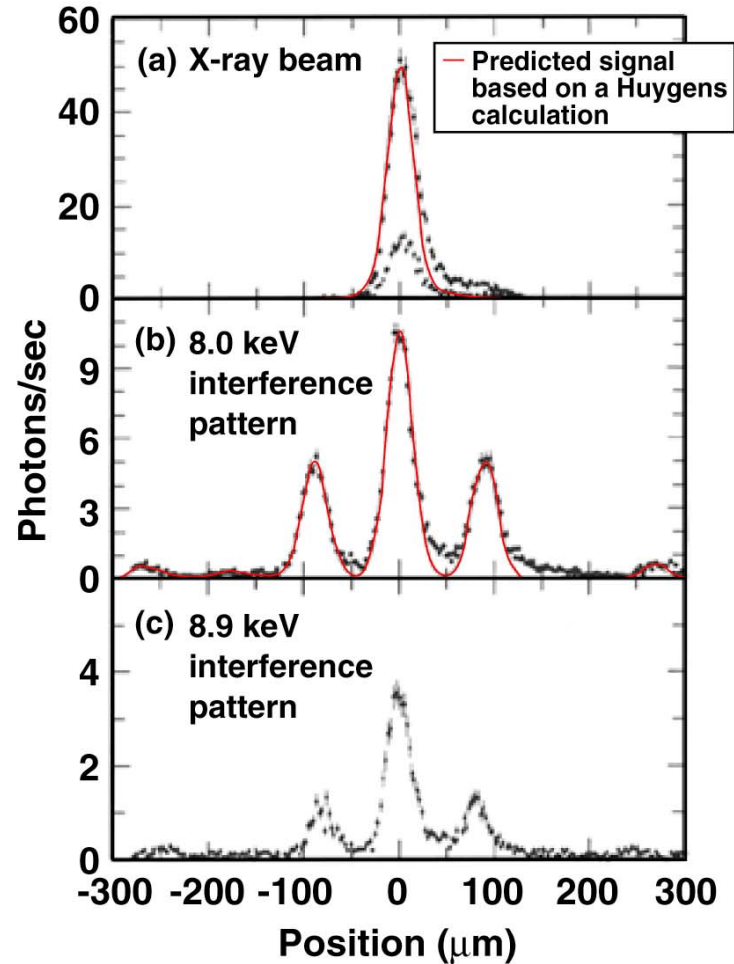 60
(a) X-ray beam
Predicted signal
based on a Huygens
calculation
40
20
0
(b) 8.0 keV
interference
pattern
9
6
3
0
(c) 8.9 keV
interference
pattern
4
2
0
-300 -200 -100 0 100 200 300
Position (μm)
Photons/sec